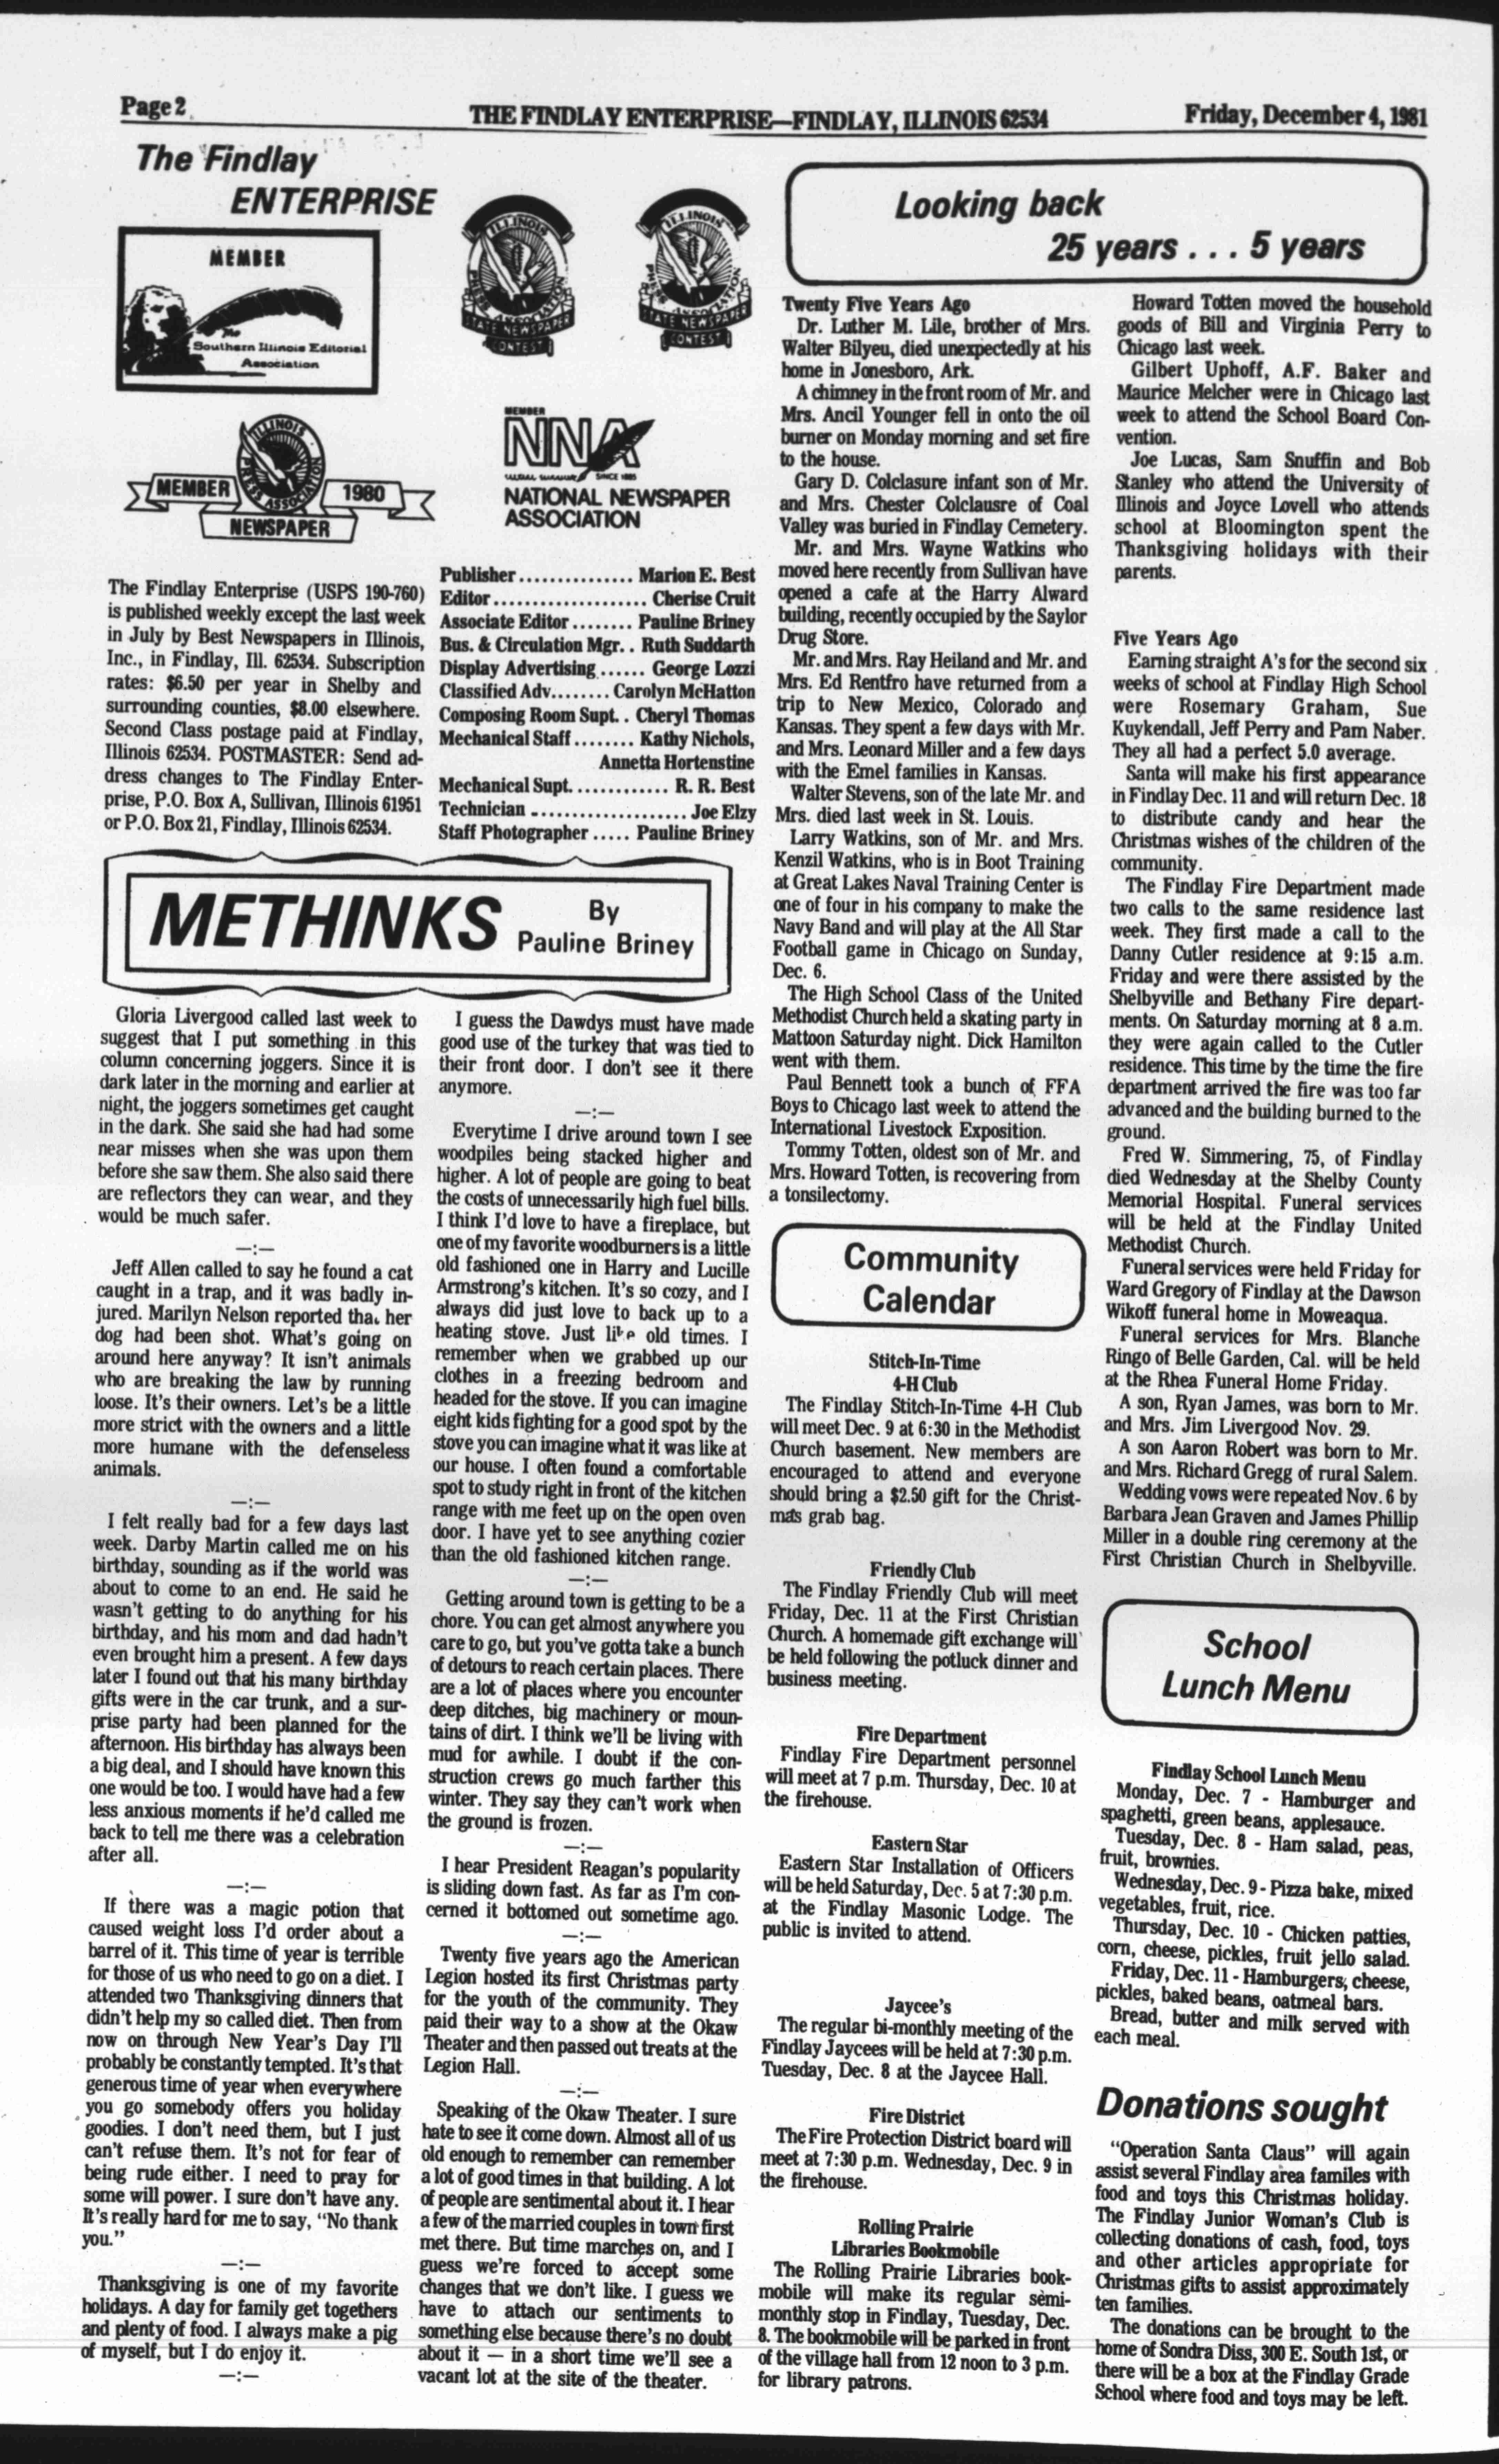 Page 2
THE FINDLAY ENTERPRISE—FINDLAY, ILLINOIS 62534
Friday, December 4, 1981
The Findlay
ENTERPRISE
MEMBER
The
Southern Illinois Editorial
Association
ILLINOIS
PRESS ASSOCIATION
STATE NEWSPAPER
CONTEST
ILLINOIS
PRESS ASSOCIATION
STATE NEWSPAPER
CONTEST
ILLINOIS
PRESS ASSOCIATION
MEMBER
1980
NEWSPAPER
MEMBER
NNA
SINCE 1885
NATIONAL NEWSPAPER
ASSOCIATION
The Findlay Enterprise (USPS 190-760)
is published weekly except the last week
in July by Best Newspapers in Illinois,
Inc., in Findlay, Ill. 62534. Subscription
rates: $6.50 per year in Shelby and
surrounding counties, $8.00 elsewhere.
Second Class postage paid at Findlay,
Illinois 62534. POSTMASTER: Send ad-
dress changes to The Findlay Enter-
prise, P.O. Box A, Sullivan, Illinois 61951
or P.O. Box 21, Findlay, Illinois 62534.
Publisher............... Marion E. Best
Editor.................... Cherise Cruit
Associate Editor........ Pauline Briney
Bus. & Circulation Mgr.. Ruth Suddarth
Display Advertising...... George Lozzi
Classified Adv........ Carolyn McHatton
Composing Room Supt.. Cheryl Thomas
Mechanical Staff........ Kathy Nichols,
Annetta Hortenstine
Mechanical Supt............. R. R. Best
Technician .................... Joe Elzy
Staff Photographer ..... Pauline Briney
METHINKS
By
Pauline Briney
Gloria Livergood called last week to
suggest that I put something in this
column concerning joggers. Since it is
dark later in the morning and earlier at
night, the joggers sometimes get caught
in the dark. She said she had had some
near misses when she was upon them
before she saw them. She also said there
are reflectors they can wear, and they
would be much safer.
—:—
Jeff Allen called to say he found a cat
caught in a trap, and it was badly in-
jured. Marilyn Nelson reported that her
dog had been shot. What's going on
around here anyway? It isn't animals
who are breaking the law by running
loose. It's their owners. Let's be a little
more strict with the owners and a little
more humane with the defenseless
animals.
—:—
I felt really bad for a few days last
week. Darby Martin called me on his
birthday, sounding as if the world was
about to come to an end. He said he
wasn't getting to do anything for his
birthday, and his mom and dad hadn't
even brought him a present. A few days
later I found out that his many birthday
gifts were in the car trunk, and a sur-
prise party had been planned for the
afternoon. His birthday has always been
a big deal, and I should have known this
one would be too. I would have had a few
less anxious moments if he'd called me
back to tell me there was a celebration
after all.
—:—
If there was a magic potion that
caused weight loss I'd order about a
barrel of it. This time of year is terrible
for those of us who need to go on a diet. I
attended two Thanksgiving dinners that
didn't help my so called diet. Then from
now on through New Year's Day I'll
probably be constantly tempted. It's that
generous time of year when everywhere
you go somebody offers you holiday
goodies. I don't need them, but I just
can't refuse them. It's not for fear of
being rude either. I need to pray for
some will power. I sure don't have any.
It's really hard for me to say, "No thank
you."
—:—
Thanksgiving is one of my favorite
holidays. A day for family get togethers
and plenty of food. I always make a pig
of myself, but I do enjoy it.
—:—
I guess the Dawdys must have made
good use of the turkey that was tied to
their front door. I don't see it there
anymore.
—:—
Everytime I drive around town I see
woodpiles being stacked higher and
higher. A lot of people are going to beat
the costs of unnecessarily high fuel bills.
I think I'd love to have a fireplace, but
one of my favorite woodburners is a little
old fashioned one in Harry and Lucille
Armstrong's kitchen. It's so cozy, and I
always did just love to back up to a
heating stove. Just like old times. I
remember when we grabbed up our
clothes in a freezing bedroom and
headed for the stove. If you can imagine
eight kids fighting for a good spot by the
stove you can imagine what it was like at
our house. I often found a comfortable
spot to study right in front of the kitchen
range with me feet up on the open oven
door. I have yet to see anything cozier
than the old fashioned kitchen range.
—:—
Getting around town is getting to be a
chore. You can get almost anywhere you
care to go, but you've gotta take a bunch
of detours to reach certain places. There
are a lot of places where you encounter
deep ditches, big machinery or moun-
tains of dirt. I think we'll be living with
mud for awhile. I doubt if the con-
struction crews go much farther this
winter. They say they can't work when
the ground is frozen.
—:—
I hear President Reagan's popularity
is sliding down fast. As far as I'm con-
cerned it bottomed out sometime ago.
—:—
Twenty five years ago the American
Legion hosted its first Christmas party
for the youth of the community. They
paid their way to a show at the Okaw
Theater and then passed out treats at the
Legion Hall.
—:—
Speaking of the Okaw Theater. I sure
hate to see it come down. Almost all of us
old enough to remember can remember
a lot of good times in that building. A lot
of people are sentimental about it. I hear
a few of the married couples in town first
met there. But time marches on, and I
guess we're forced to accept some
changes that we don't like. I guess we
have to attach our sentiments to
something else because there's no doubt
about it — in a short time we'll see a
vacant lot at the site of the theater.
Looking back
25 years . . . 5 years
Twenty Five Years Ago
Dr. Luther M. Lile, brother of Mrs.
Walter Bilyeu, died unexpectedly at his
home in Jonesboro, Ark.
A chimney in the front room of Mr. and
Mrs. Ancil Younger fell in onto the oil
burner on Monday morning and set fire
to the house.
Gary D. Colclasure infant son of Mr.
and Mrs. Chester Colclausre of Coal
Valley was buried in Findlay Cemetery.
Mr. and Mrs. Wayne Watkins who
moved here recently from Sullivan have
opened a cafe at the Harry Alward
building, recently occupied by the Saylor
Drug Store.
Mr. and Mrs. Ray Heiland and Mr. and
Mrs. Ed Rentfro have returned from a
trip to New Mexico, Colorado and
Kansas. They spent a few days with Mr.
and Mrs. Leonard Miller and a few days
with the Emel families in Kansas.
Walter Stevens, son of the late Mr. and
Mrs. died last week in St. Louis.
Larry Watkins, son of Mr. and Mrs.
Kenzil Watkins, who is in Boot Training
at Great Lakes Naval Training Center is
one of four in his company to make the
Navy Band and will play at the All Star
Football game in Chicago on Sunday,
Dec. 6.
The High School Class of the United
Methodist Church held a skating party in
Mattoon Saturday night. Dick Hamilton
went with them.
Paul Bennett took a bunch of FFA
Boys to Chicago last week to attend the
International Livestock Exposition.
Tommy Totten, oldest son of Mr. and
Mrs. Howard Totten, is recovering from
a tonsilectomy.
Howard Totten moved the household
goods of Bill and Virginia Perry to
Chicago last week.
Gilbert Uphoff, A.F. Baker and
Maurice Melcher were in Chicago last
week to attend the School Board Con-
vention.
Joe Lucas, Sam Snuffin and Bob
Stanley who attend the University of
Illinois and Joyce Lovell who attends
school at Bloomington spent the
Thanksgiving holidays with their
parents.
Five Years Ago
Earning straight A's for the second six
weeks of school at Findlay High School
were Rosemary Graham, Sue
Kuykendall, Jeff Perry and Pam Naber.
They all had a perfect 5.0 average.
Santa will make his first appearance
in Findlay Dec. 11 and will return Dec. 18
to distribute candy and hear the
Christmas wishes of the children of the
community.
The Findlay Fire Department made
two calls to the same residence last
week. They first made a call to the
Danny Cutler residence at 9:15 a.m.
Friday and were there assisted by the
Shelbyville and Bethany Fire depart-
ments. On Saturday morning at 8 a.m.
they were again called to the Cutler
residence. This time by the time the fire
department arrived the fire was too far
advanced and the building burned to the
ground.
Fred W. Simmering, 75, of Findlay
died Wednesday at the Shelby County
Memorial Hospital. Funeral services
will be held at the Findlay United
Methodist Church.
Funeral services were held Friday for
Ward Gregory of Findlay at the Dawson
Wikoff funeral home in Moweaqua.
Funeral services for Mrs. Blanche
Ringo of Belle Garden, Cal. will be held
at the Rhea Funeral Home Friday.
A son, Ryan James, was born to Mr.
and Mrs. Jim Livergood Nov. 29.
A son Aaron Robert was born to Mr.
and Mrs. Richard Gregg of rural Salem.
Wedding vows were repeated Nov. 6 by
Barbara Jean Graven and James Phillip
Miller in a double ring ceremony at the
First Christian Church in Shelbyville.
Community
Calendar
Stitch-In-Time
4-H Club
The Findlay Stitch-In-Time 4-H Club
will meet Dec. 9 at 6:30 in the Methodist
Church basement. New members are
encouraged to attend and everyone
should bring a $2.50 gift for the Christ-
mas grab bag.
Friendly Club
The Findlay Friendly Club will meet
Friday, Dec. 11 at the First Christian
Church. A homemade gift exchange will
be held following the potluck dinner and
business meeting.
Fire Department
Findlay Fire Department personnel
will meet at 7 p.m. Thursday, Dec. 10 at
the firehouse.
Eastern Star
Eastern Star Installation of Officers
will be held Saturday, Dec. 5 at 7:30 p.m.
at the Findlay Masonic Lodge. The
public is invited to attend.
Jaycee's
The regular bi-monthly meeting of the
Findlay Jaycees will be held at 7:30 p.m.
Tuesday, Dec. 8 at the Jaycee Hall.
Fire District
The Fire Protection District board will
meet at 7:30 p.m. Wednesday, Dec. 9 in
the firehouse.
Rolling Prairie
Libraries Bookmobile
The Rolling Prairie Libraries book-
mobile will make its regular semi-
monthly stop in Findlay, Tuesday, Dec.
8. The bookmobile will be parked in front
of the village hall from 12 noon to 3 p.m.
for library patrons.
School
Lunch Menu
Findlay School Lunch Menu
Monday, Dec. 7 - Hamburger and
spaghetti, green beans, applesauce.
Tuesday, Dec. 8 - Ham salad, peas,
fruit, brownies.
Wednesday, Dec. 9 - Pizza bake, mixed
vegetables, fruit, rice.
Thursday, Dec. 10 - Chicken patties,
corn, cheese, pickles, fruit jello salad.
Friday, Dec. 11 - Hamburgers, cheese,
pickles, baked beans, oatmeal bars.
Bread, butter and milk served with
each meal.
Donations sought
"Operation Santa Claus" will again
assist several Findlay area familes with
food and toys this Christmas holiday.
The Findlay Junior Woman's Club is
collecting donations of cash, food, toys
and other articles appropriate for
Christmas gifts to assist approximately
ten families.
The donations can be brought to the
home of Sondra Diss, 300 E. South 1st, or
there will be a box at the Findlay Grade
School where food and toys may be left.